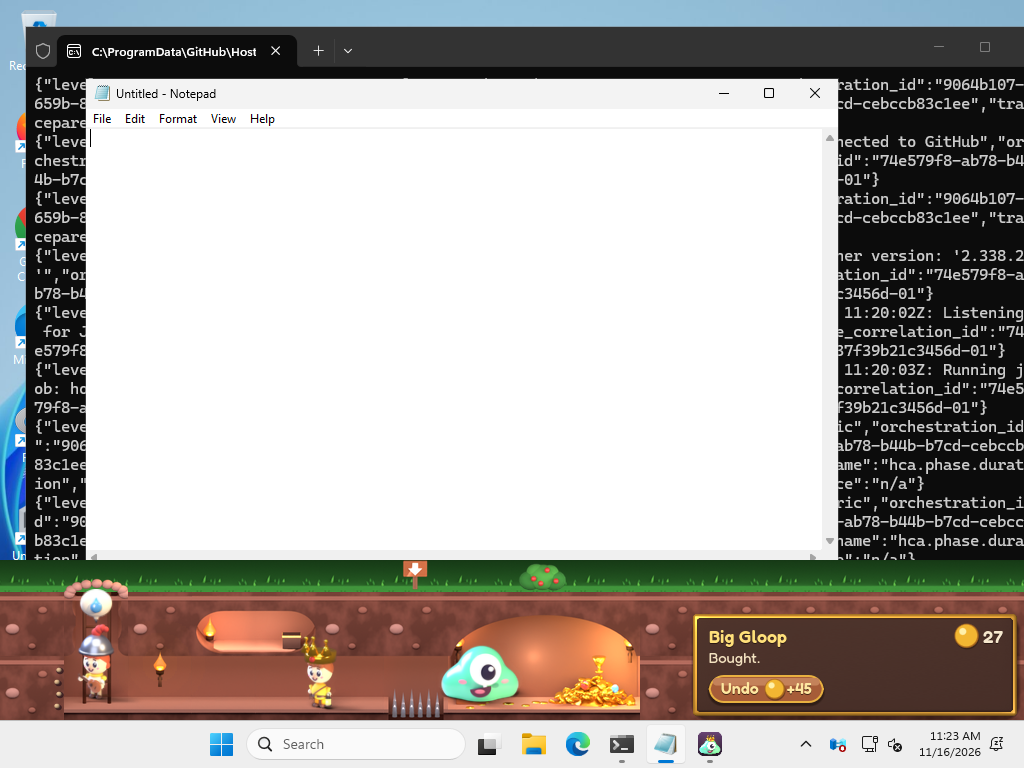 C:\ProgramData\GitHub\Host
Untitled - Notepad
File Edit Format View Help
{"leve
659b-8
cepare
{"leve
chestr
4b-b7c
{"leve
659b-8
cepare
{"leve
'","or
b78-b4
{"leve
for J
e579f8
{"leve
ob: ho
79f8-a
{"leve
":"906
83c1ee
ion","
{"leve
d":"90
b83c1e
tion"
ration_id":"9064b107-
cd-cebccb83c1ee","tra
nected to GitHub","or
id":"74e579f8-ab78-b4
-01"}
ration_id":"9064b107-
cd-cebccb83c1ee","tra
ner version: '2.338.2
ation_id":"74e579f8-a
c3456d-01"}
11:20:02Z: Listening
e_correlation_id":"74
37f39b21c3456d-01"}
11:20:03Z: Running j
correlation_id":"74e5
f39b21c3456d-01"}
ric","orchestration_id
ab78-b44b-b7cd-cebccb
ame":"hca.phase.durat
ce":"n/a"}
ric","orchestration_i
-ab78-b44b-b7cd-cebcc
name":"hca.phase.dura
Big Gloop
27
Bought.
Undo +45
Search
11:23 AM
11/16/2026